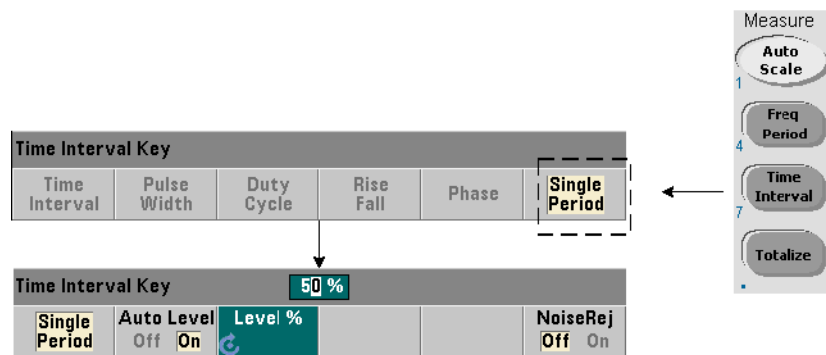 Measure
Auto
Scale
1
Freq
Period
4
Time
Interval
7
Totalize
.
Time Interval Key
Time
Interval
Pulse
Width
Duty
Cycle
Rise
Fall
Phase
Single
Period
Time Interval Key
50 %
Single
Period
Auto Level
Off On
Level %
NoiseRej
Off On